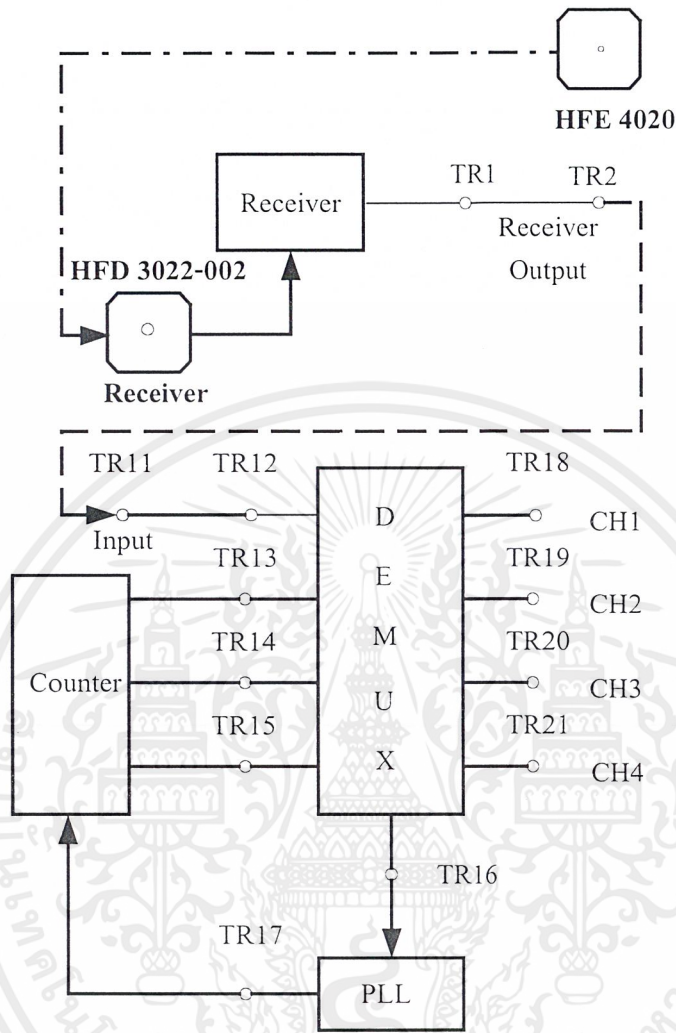 HFE 4020
TR1
TR2
Receiver
Receiver
Output
HFD 3022-002
Receiver
TR11
TR12
TR18
Input
D
CH1
TR13
TR19
E
CH2
TR14
TR20
M
Counter
CH3
TR15
TR21
U
X
CH4
TR16
TR17
PLL